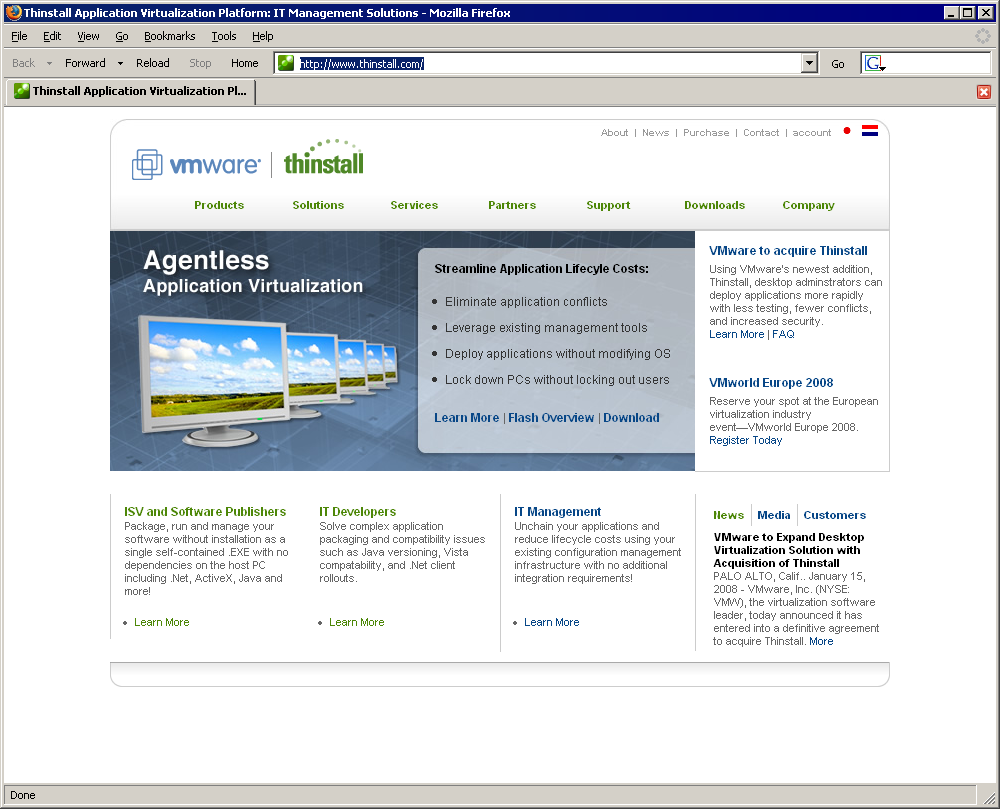 Thinstall Application Virtualization Platform: IT Management Solutions - Mozilla Firefox
File Edit View Go Bookmarks Tools Help
Back Forward Reload Stop Home http://www.thinstall.com/ Go G
Thinstall Application Virtualization Pl...
About | News | Purchase | Contact | account
vmware | thinstall
Products Solutions Services Partners Support Downloads Company
Agentless
Application Virtualization
Streamline Application Lifecyle Costs:
Eliminate application conflicts
Leverage existing management tools
Deploy applications without modifying OS
Lock down PCs without locking out users
Learn More | Flash Overview | Download
VMware to acquire Thinstall
Using VMware's newest addition,
Thinstall, desktop adminstrators can
deploy applications more rapidly
with less testing, fewer conflicts,
and increased security.
Learn More | FAQ
VMworld Europe 2008
Reserve your spot at the European
virtualization industry
event—VMworld Europe 2008.
Register Today
ISV and Software Publishers
Package, run and manage your
software without installation as a
single self-contained .EXE with no
dependencies on the host PC
including .Net, ActiveX, Java and
more!
Learn More
IT Developers
Solve complex application
packaging and compatibility issues
such as Java versioning, Vista
compatability, and .Net client
rollouts.
Learn More
IT Management
Unchain your applications and
reduce lifecycle costs using your
existing configuration management
infrastructure with no additional
integration requirements!
Learn More
News | Media | Customers
VMware to Expand Desktop
Virtualization Solution with
Acquisition of Thinstall
PALO ALTO, Calif.. January 15,
2008 - VMware, Inc. (NYSE:
VMW), the virtualization software
leader, today announced it has
entered into a definitive agreement
to acquire Thinstall. More
Done